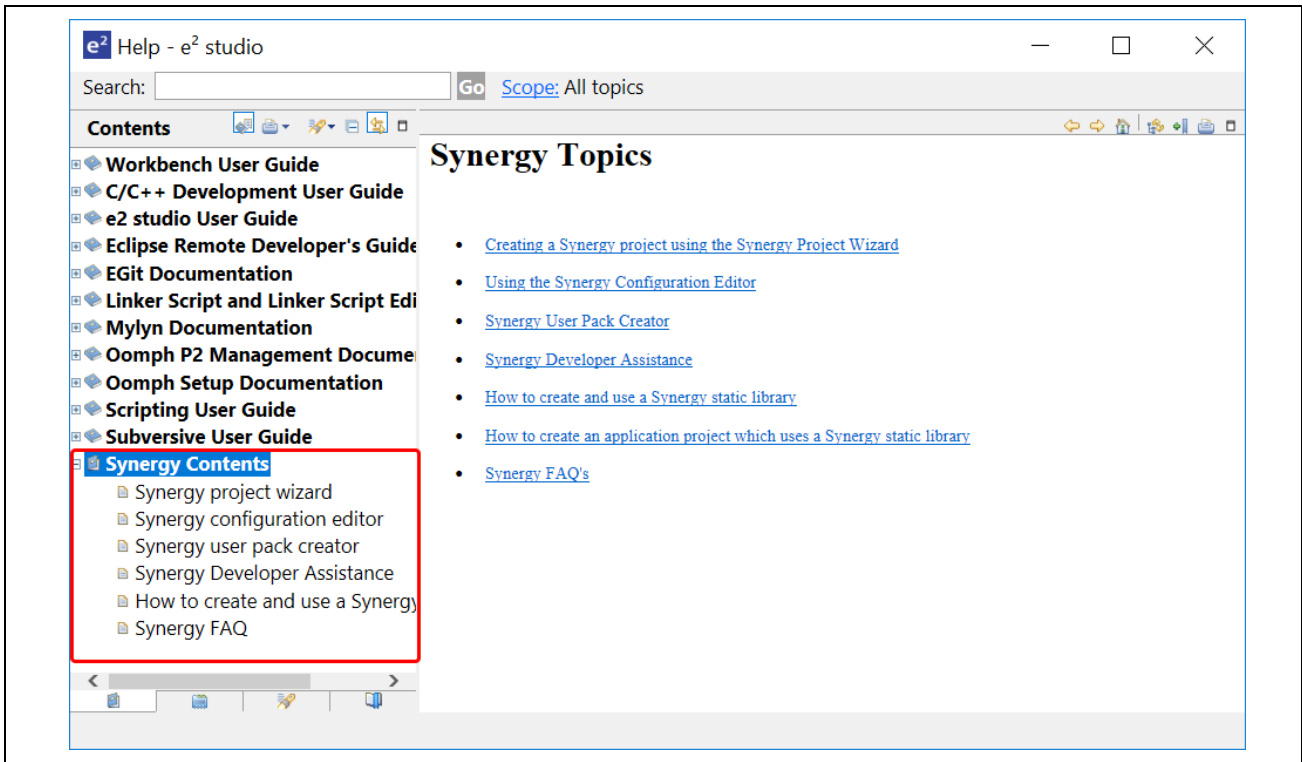 e² Help - e² studio
Search: Go Scope: All topics
Contents
Workbench User Guide
C/C++ Development User Guide
e2 studio User Guide
Eclipse Remote Developer's Guide
EGit Documentation
Linker Script and Linker Script Edi
Mylyn Documentation
Oomph P2 Management Docume
Oomph Setup Documentation
Scripting User Guide
Subversive User Guide
Synergy Contents
Synergy project wizard
Synergy configuration editor
Synergy user pack creator
Synergy Developer Assistance
How to create and use a Synergy
Synergy FAQ
Synergy Topics
• Creating a Synergy project using the Synergy Project Wizard
• Using the Synergy Configuration Editor
• Synergy User Pack Creator
• Synergy Developer Assistance
• How to create and use a Synergy static library
• How to create an application project which uses a Synergy static library
• Synergy FAQ's